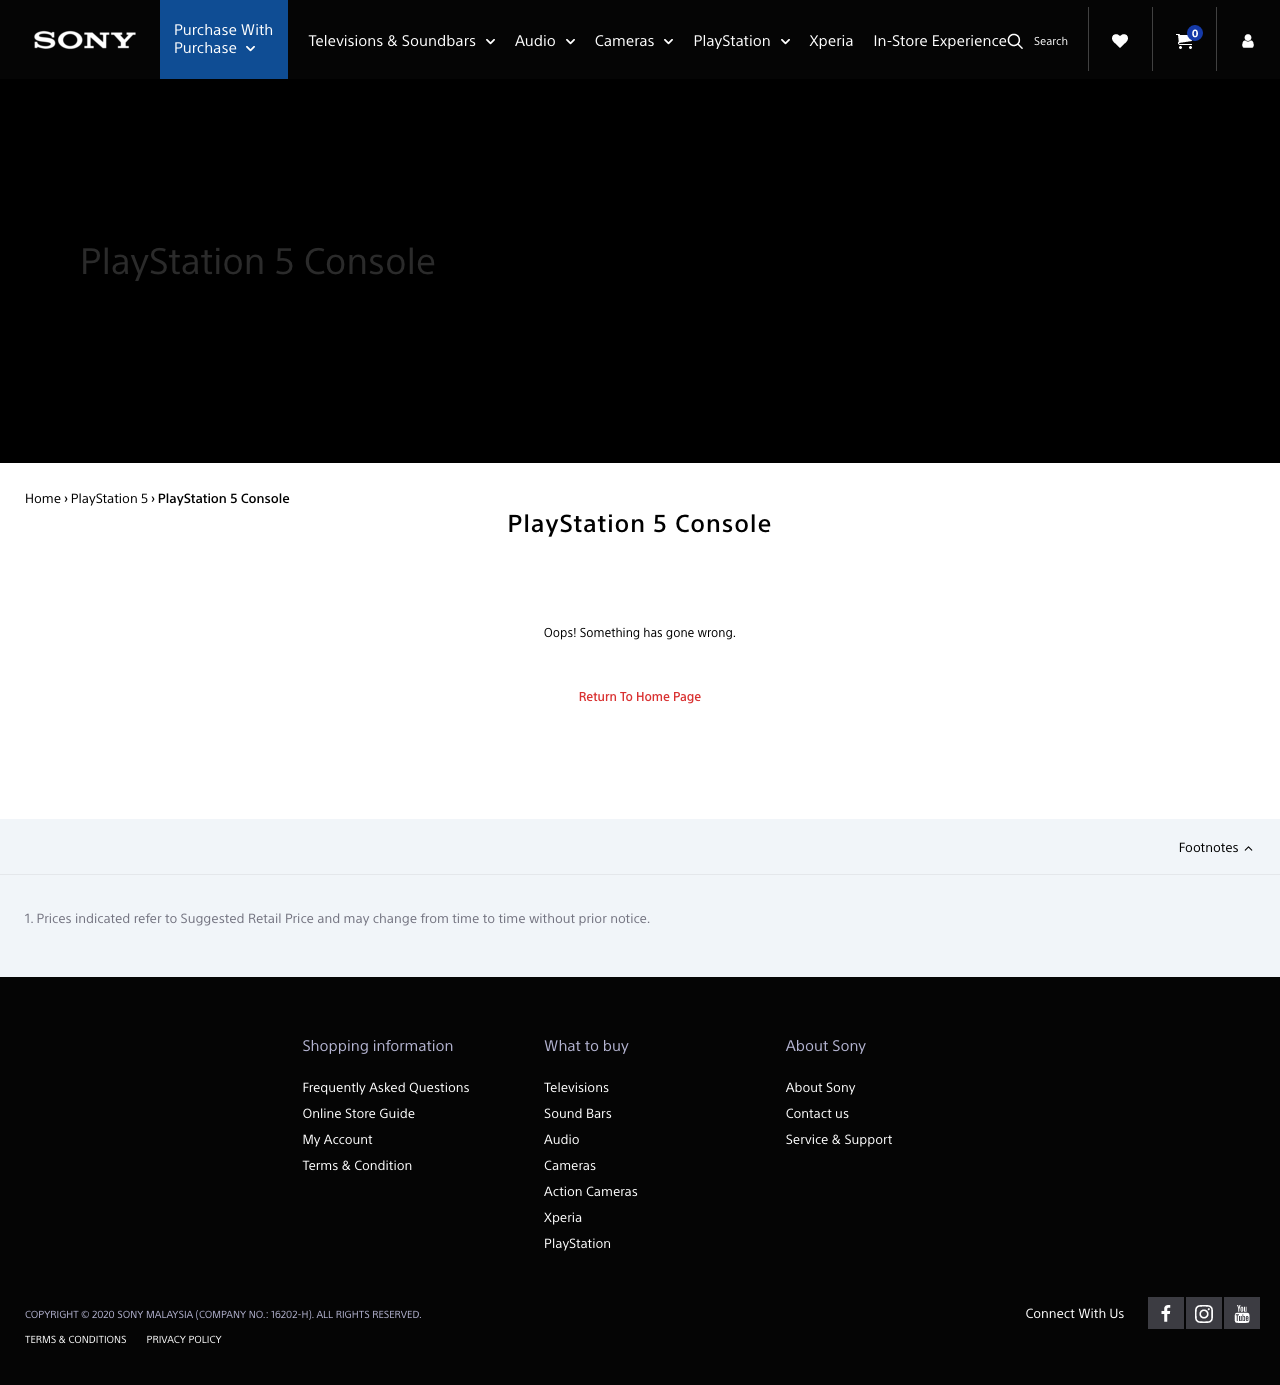 SONY
Purchase With
Purchase
Televisions & Soundbars
Audio
Cameras
PlayStation
Xperia
In-Store Experience
Search
0
PlayStation 5 Console
Home › PlayStation 5 › PlayStation 5 Console
PlayStation 5 Console
Oops! Something has gone wrong.
Return To Home Page
Footnotes
1. Prices indicated refer to Suggested Retail Price and may change from time to time without prior notice.
Shopping information
Frequently Asked Questions
Online Store Guide
My Account
Terms & Condition
What to buy
Televisions
Sound Bars
Audio
Cameras
Action Cameras
Xperia
PlayStation
About Sony
About Sony
Contact us
Service & Support
COPYRIGHT © 2020 SONY MALAYSIA (COMPANY NO.: 16202-H). ALL RIGHTS RESERVED.
TERMS & CONDITIONS
PRIVACY POLICY
Connect With Us
You
Tube